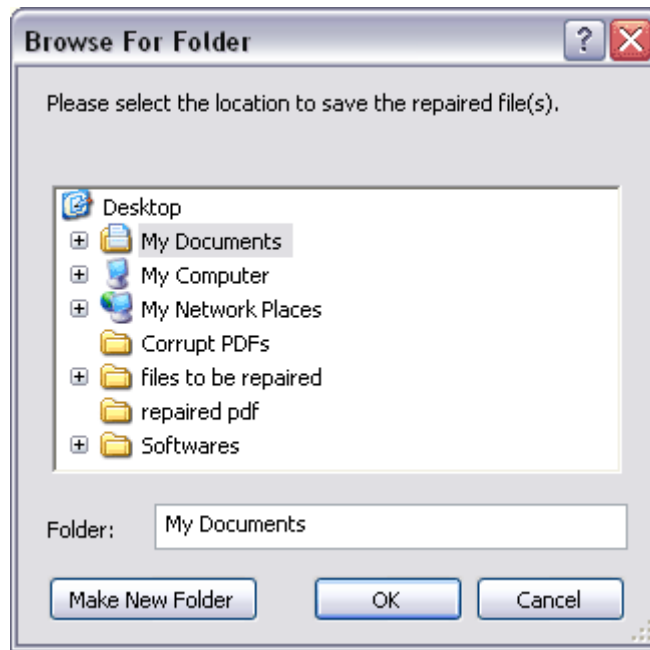 Browse For Folder
Please select the location to save the repaired file(s).
Desktop
My Documents
My Computer
My Network Places
Corrupt PDFs
files to be repaired
repaired pdf
Softwares
Folder: My Documents
Make New Folder OK Cancel